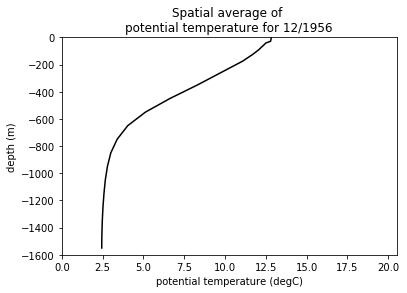 Spatial average of
potential temperature for 12/1956
0
−200
−400
−600
−800
−1000
−1200
−1400
−1600
depth (m)
0.0 2.5 5.0 7.5 10.0 12.5 15.0 17.5 20.0
potential temperature (degC)